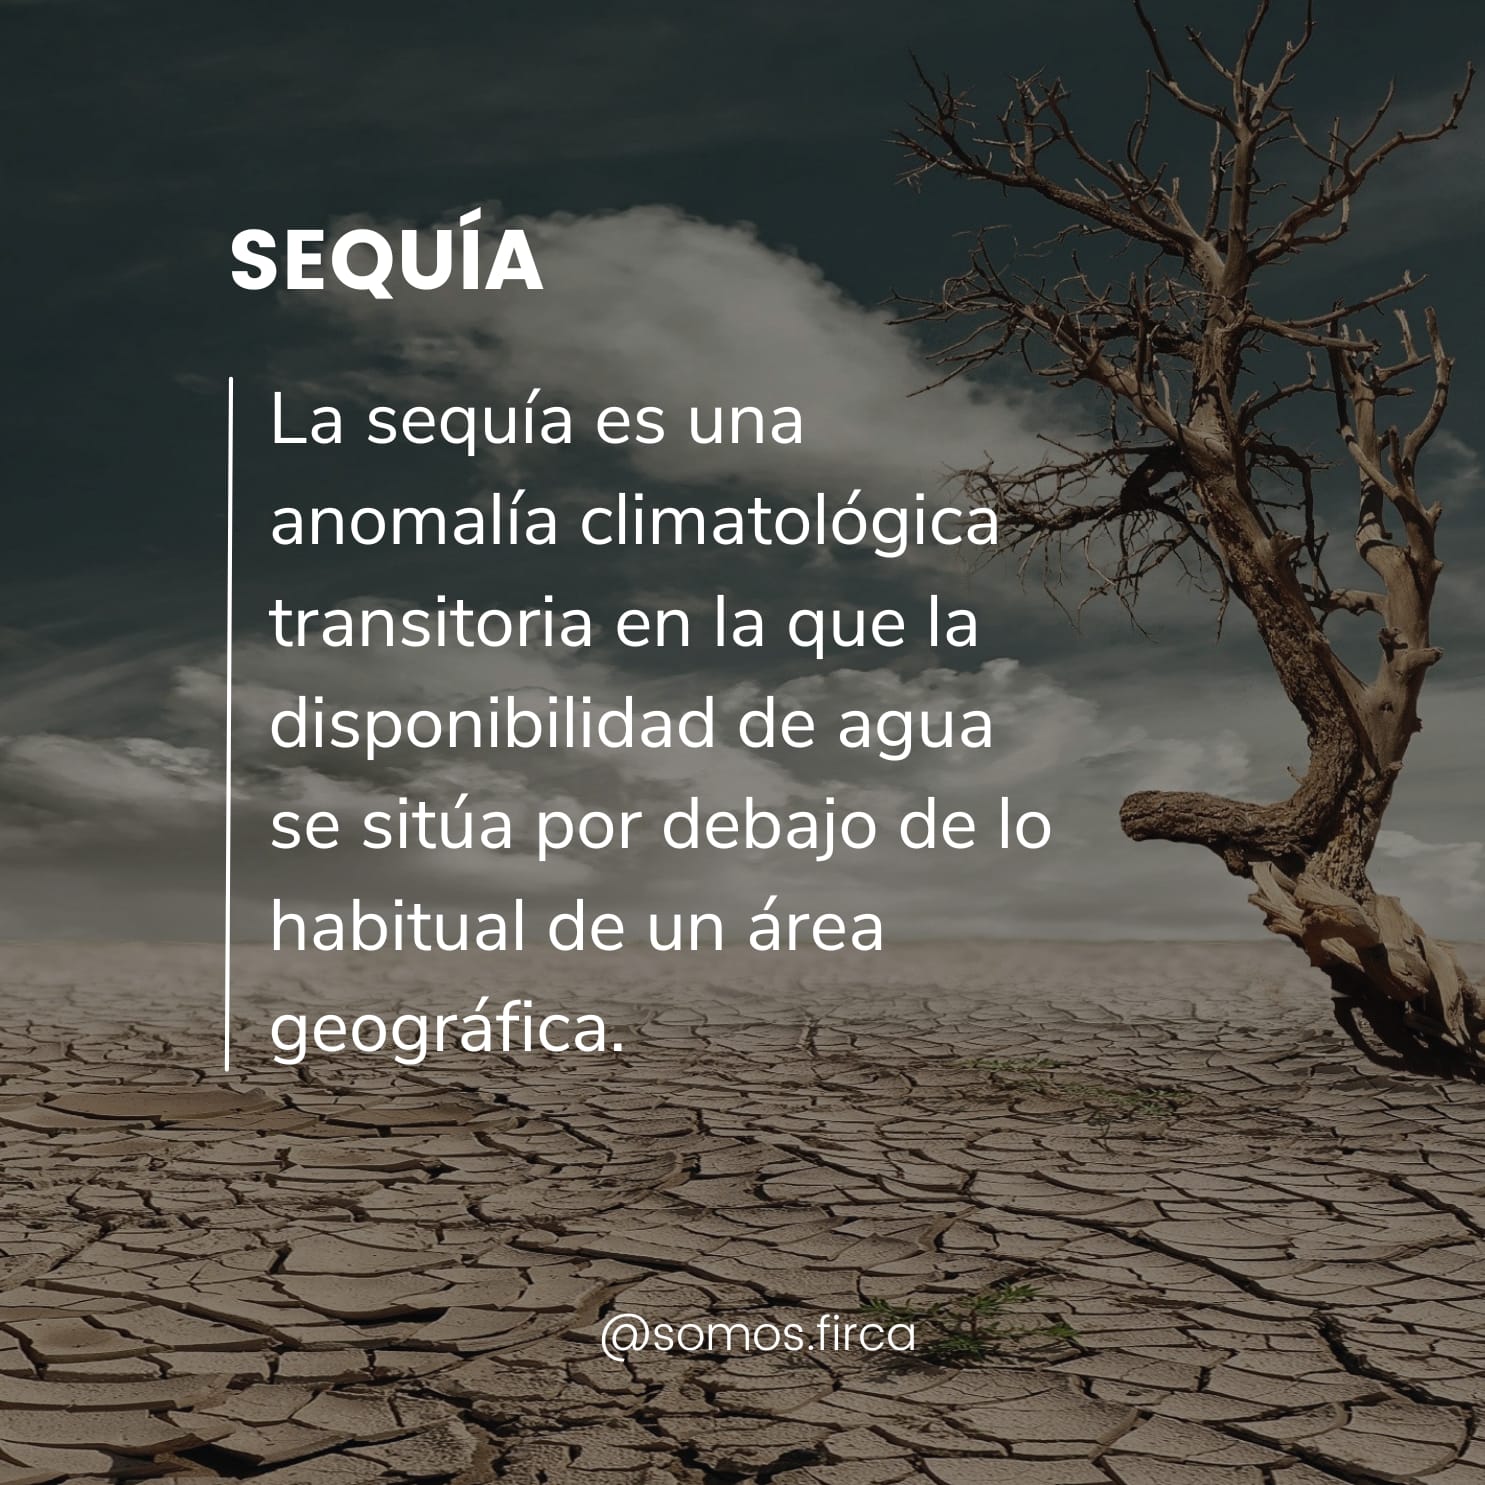 SEQUÍA
La sequía es una
anomalía climatológica
transitoria en la que la
disponibilidad de agua
se sitúa por debajo de lo
habitual de un área
geográfica.
@somos.firca